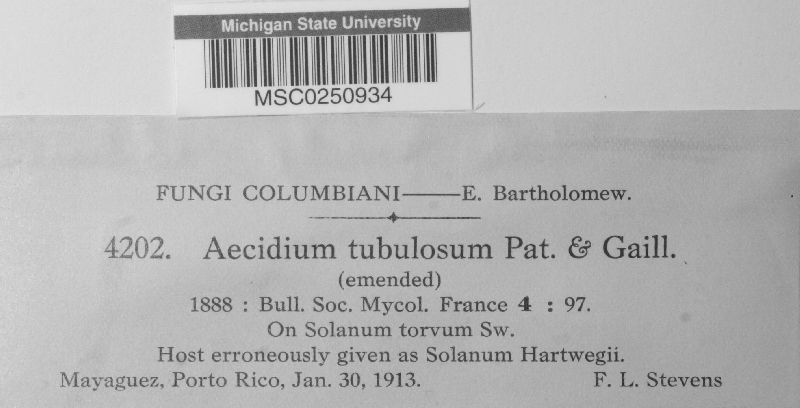 Michigan State University
MSC0250934
FUNGI COLUMBIANI——E. Bartholomew.
4202. Aecidium tubulosum Pat. & Gaill.
(emended)
1888 : Bull. Soc. Mycol. France 4 : 97.
On Solanum torvum Sw.
Host erroneously given as Solanum Hartwegii.
Mayaguez, Porto Rico, Jan. 30, 1913. F. L. Stevens